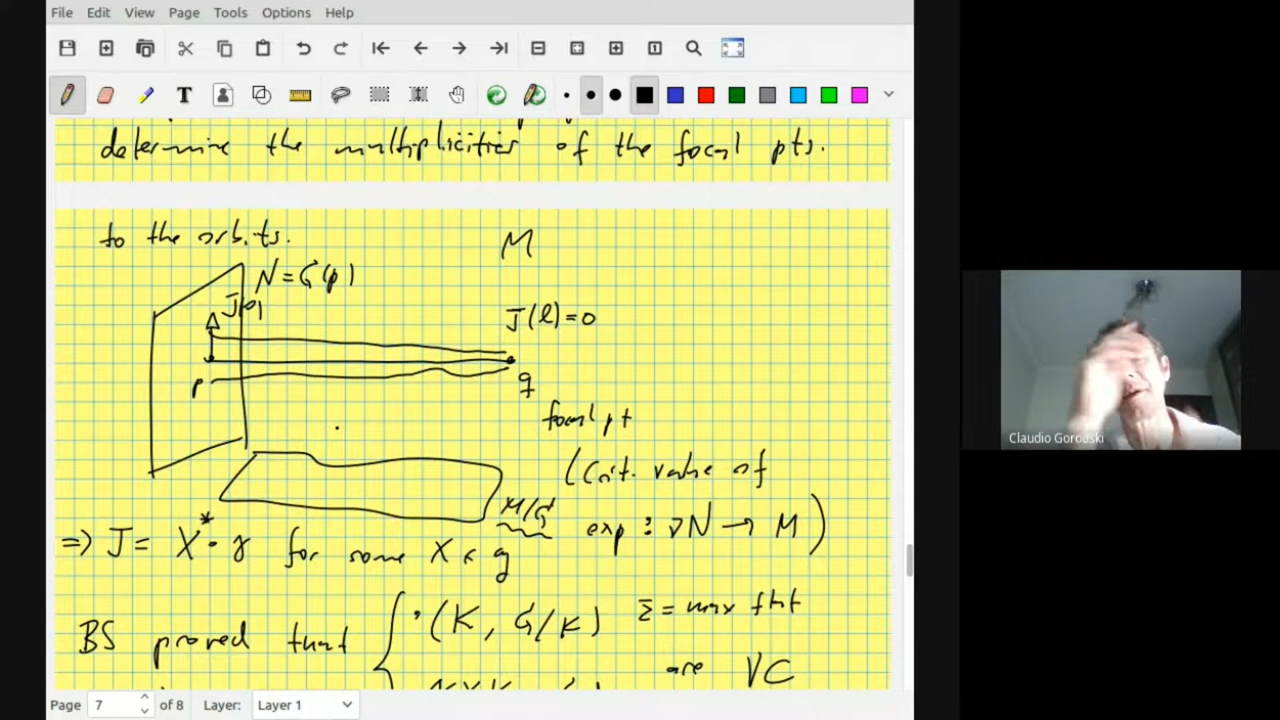 File Edit View Page Tools Options Help
determine the multiplicities of the focal pts.
to the orbits.
M
N = G(p)
J(0)
J(l) = 0
p
q
focal pt
(Crit. value of
M/G
exp : νN → M)
⇒ J = X* ∘ γ for some X ∈ g
BS proved that { • (K, G/K) Σ = max flat
are VC
Claudio Gorodski
Page 7 of 8 Layer: Layer 1